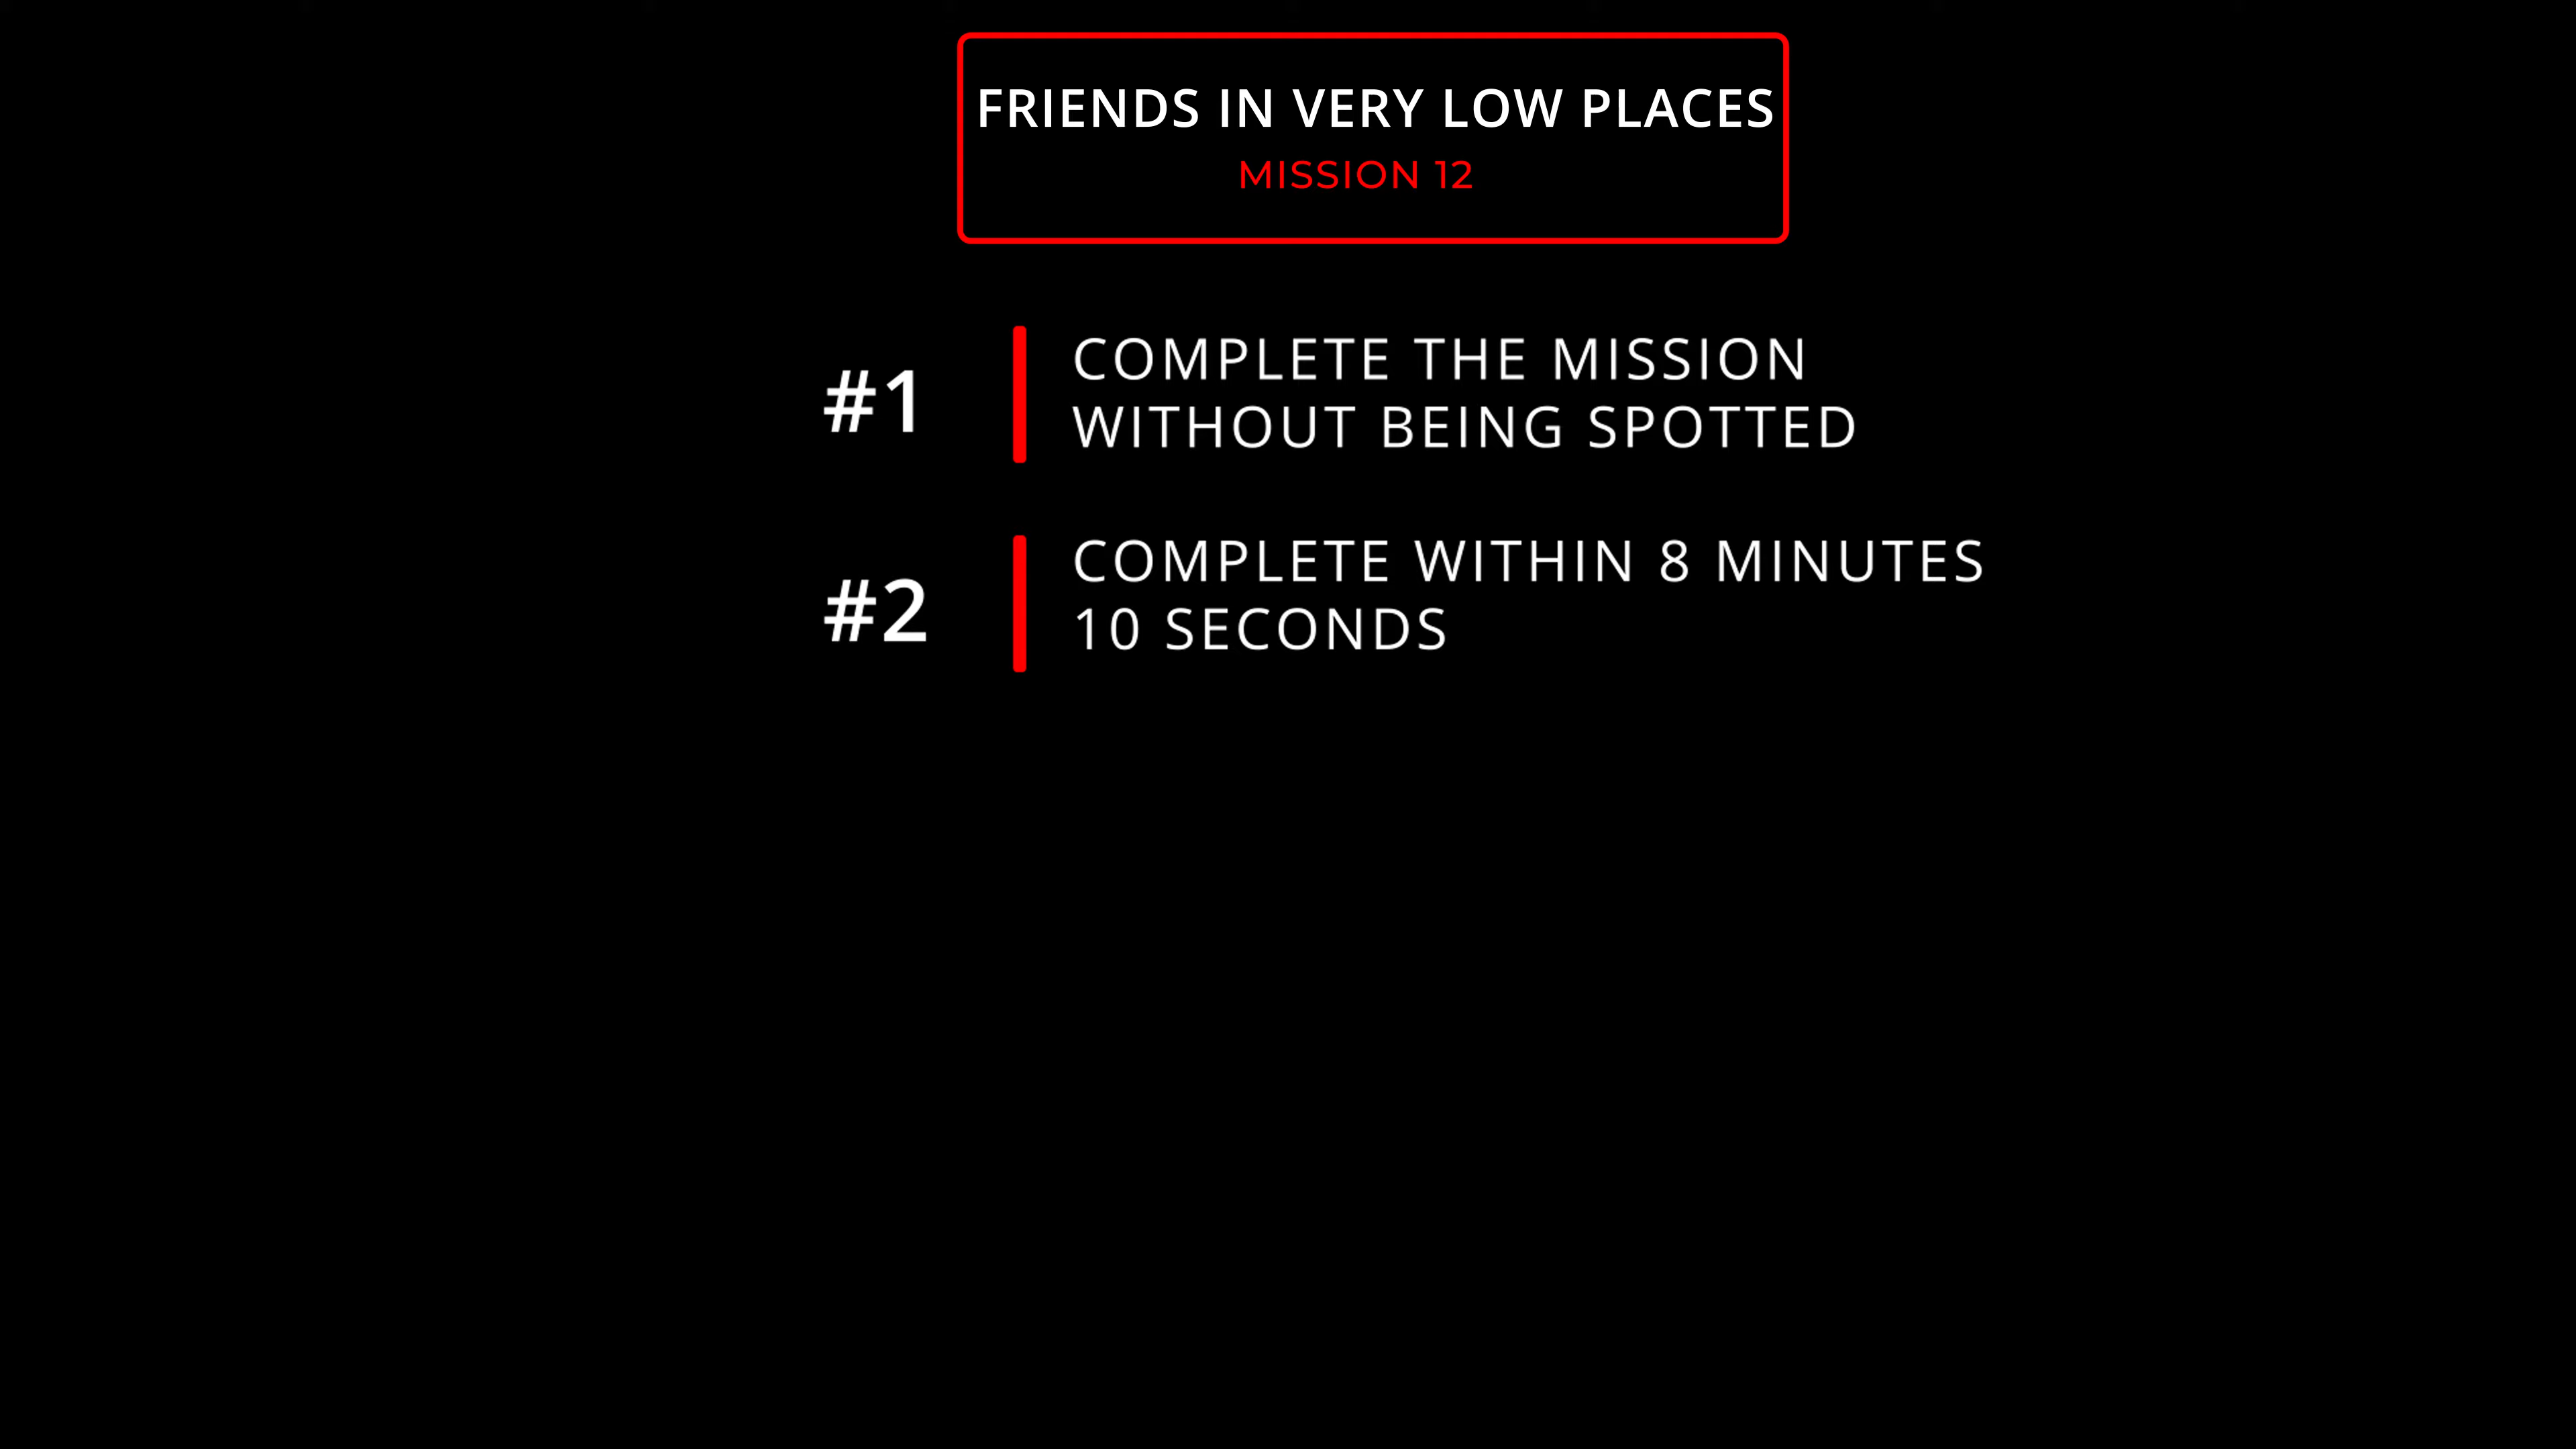 FRIENDS IN VERY LOW PLACES
MISSION 12
#1
COMPLETE THE MISSION
WITHOUT BEING SPOTTED
#2
COMPLETE WITHIN 8 MINUTES
10 SECONDS